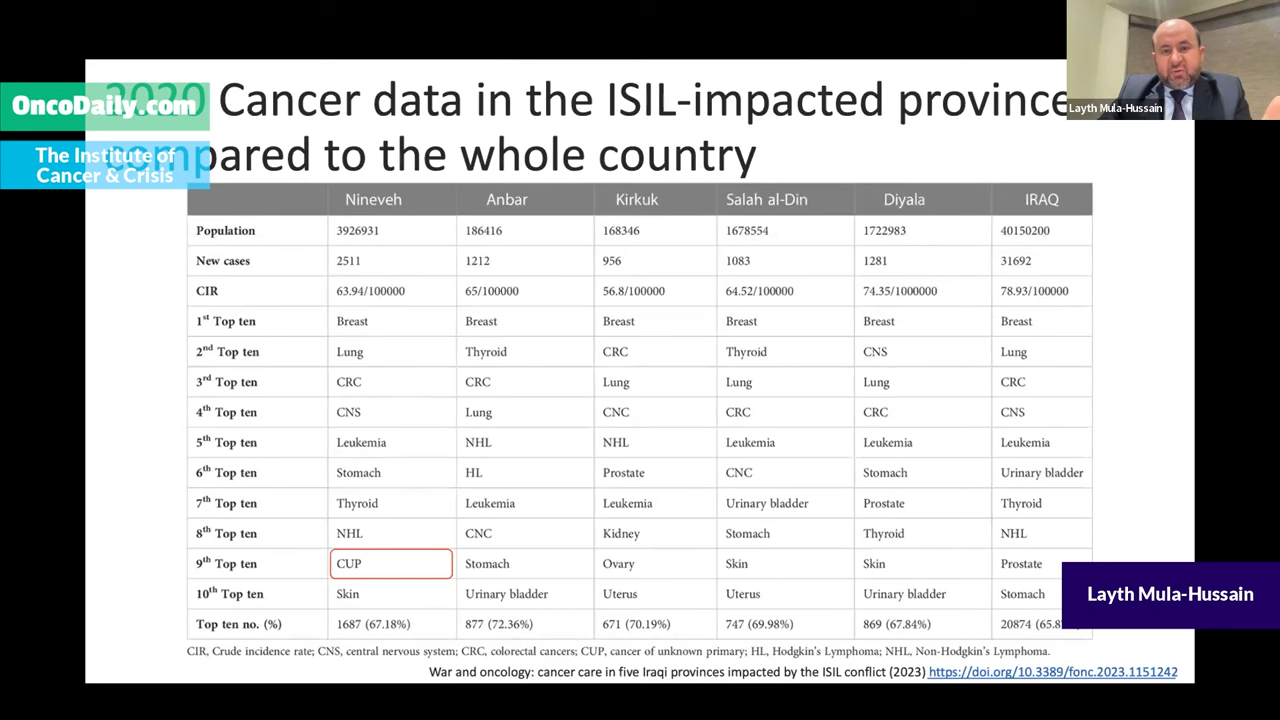 OncoDaily.com
The Institute of
Cancer & Crisis
2020 Cancer data in the ISIL-impacted province
compared to the whole country
Layth Mula-Hussain
Nineveh Anbar Kirkuk Salah al-Din Diyala IRAQ
Population 3926931 186416 168346 1678554 1722983 40150200
New cases 2511 1212 956 1083 1281 31692
CIR 63.94/100000 65/100000 56.8/100000 64.52/100000 74.35/1000000 78.93/100000
1st Top ten Breast Breast Breast Breast Breast Breast
2nd Top ten Lung Thyroid CRC Thyroid CNS Lung
3rd Top ten CRC CRC Lung Lung Lung CRC
4th Top ten CNS Lung CNC CRC CRC CNS
5th Top ten Leukemia NHL NHL Leukemia Leukemia Leukemia
6th Top ten Stomach HL Prostate CNC Stomach Urinary bladder
7th Top ten Thyroid Leukemia Leukemia Urinary bladder Prostate Thyroid
8th Top ten NHL CNC Kidney Stomach Thyroid NHL
9th Top ten CUP Stomach Ovary Skin Skin Prostate
10th Top ten Skin Urinary bladder Uterus Uterus Urinary bladder Stomach
Top ten no. (%) 1687 (67.18%) 877 (72.36%) 671 (70.19%) 747 (69.98%) 869 (67.84%) 20874
Layth Mula-Hussain
CIR, Crude incidence rate; CNS, central nervous system; CRC, colorectal cancers; CUP, cancer of unknown primary; HL, Hodgkin's Lymphoma; NHL, Non-Hodgkin's Lymphoma.
War and oncology: cancer care in five Iraqi provinces impacted by the ISIL conflict (2023) https://doi.org/10.3389/fonc.2023.1151242